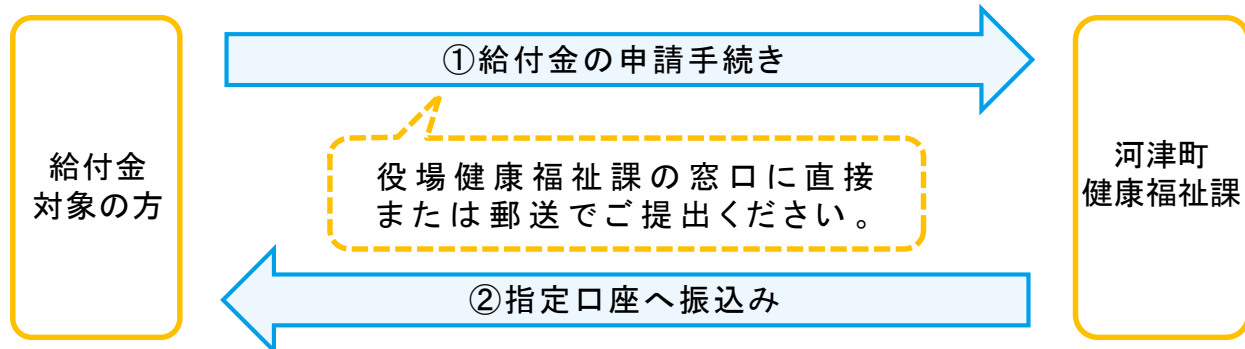 ①給付金の申請手続き
給付金
対象の方
役場健康福祉課の窓口に直接
または郵送でご提出ください。
河津町
健康福祉課
②指定口座へ振込み